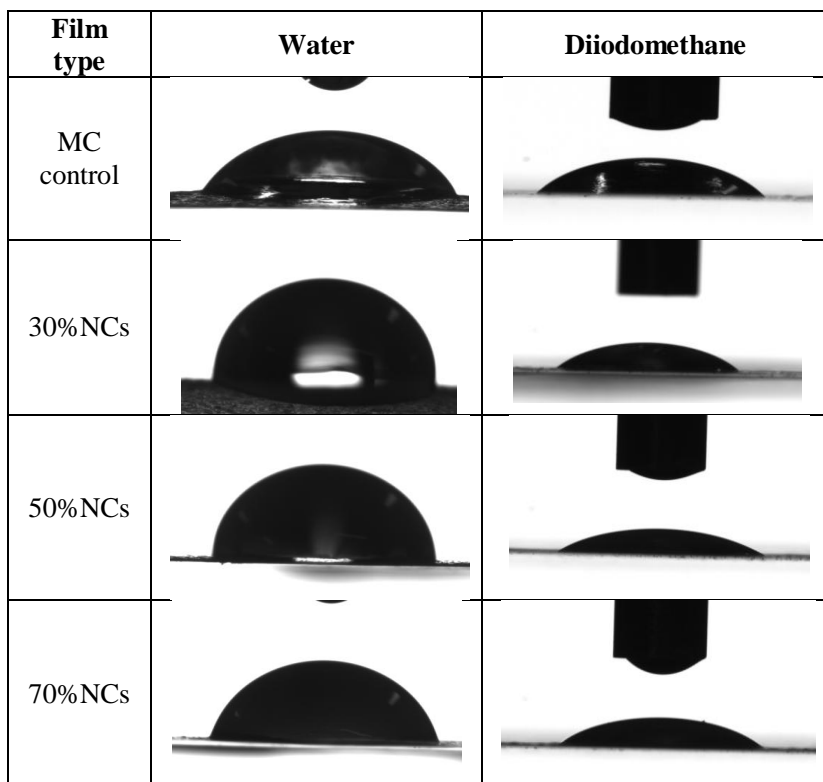 Film
type
Water
Diiodomethane
MC
control
30%NCs
50%NCs
70%NCs